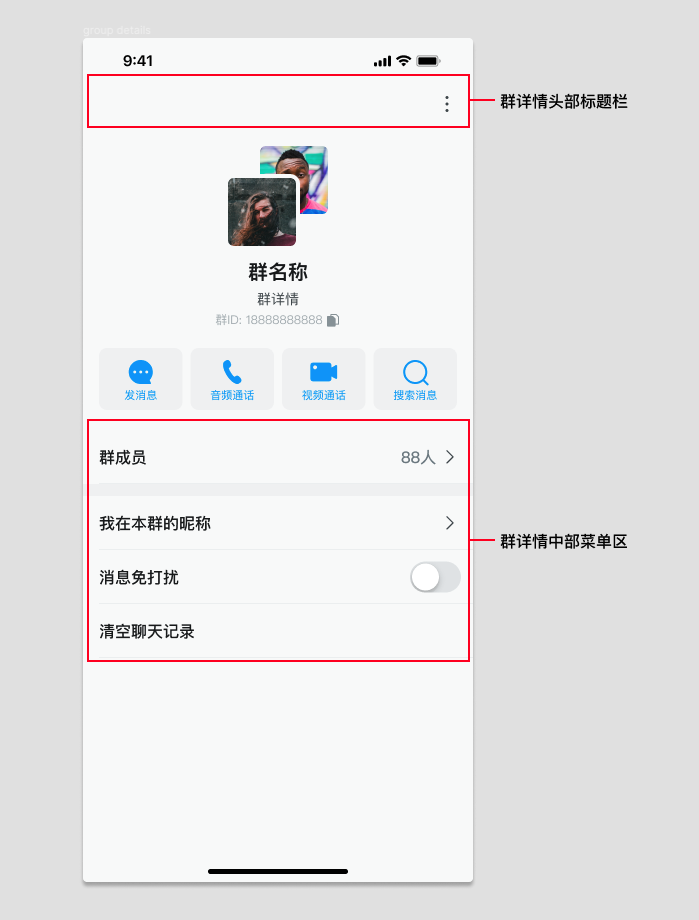 group details
9:41
群详情头部标题栏
群名称
群详情
群ID: 18888888888
发消息
音频通话
视频通话
搜索消息
群成员
88人
我在本群的昵称
群详情中部菜单区
消息免打扰
清空聊天记录